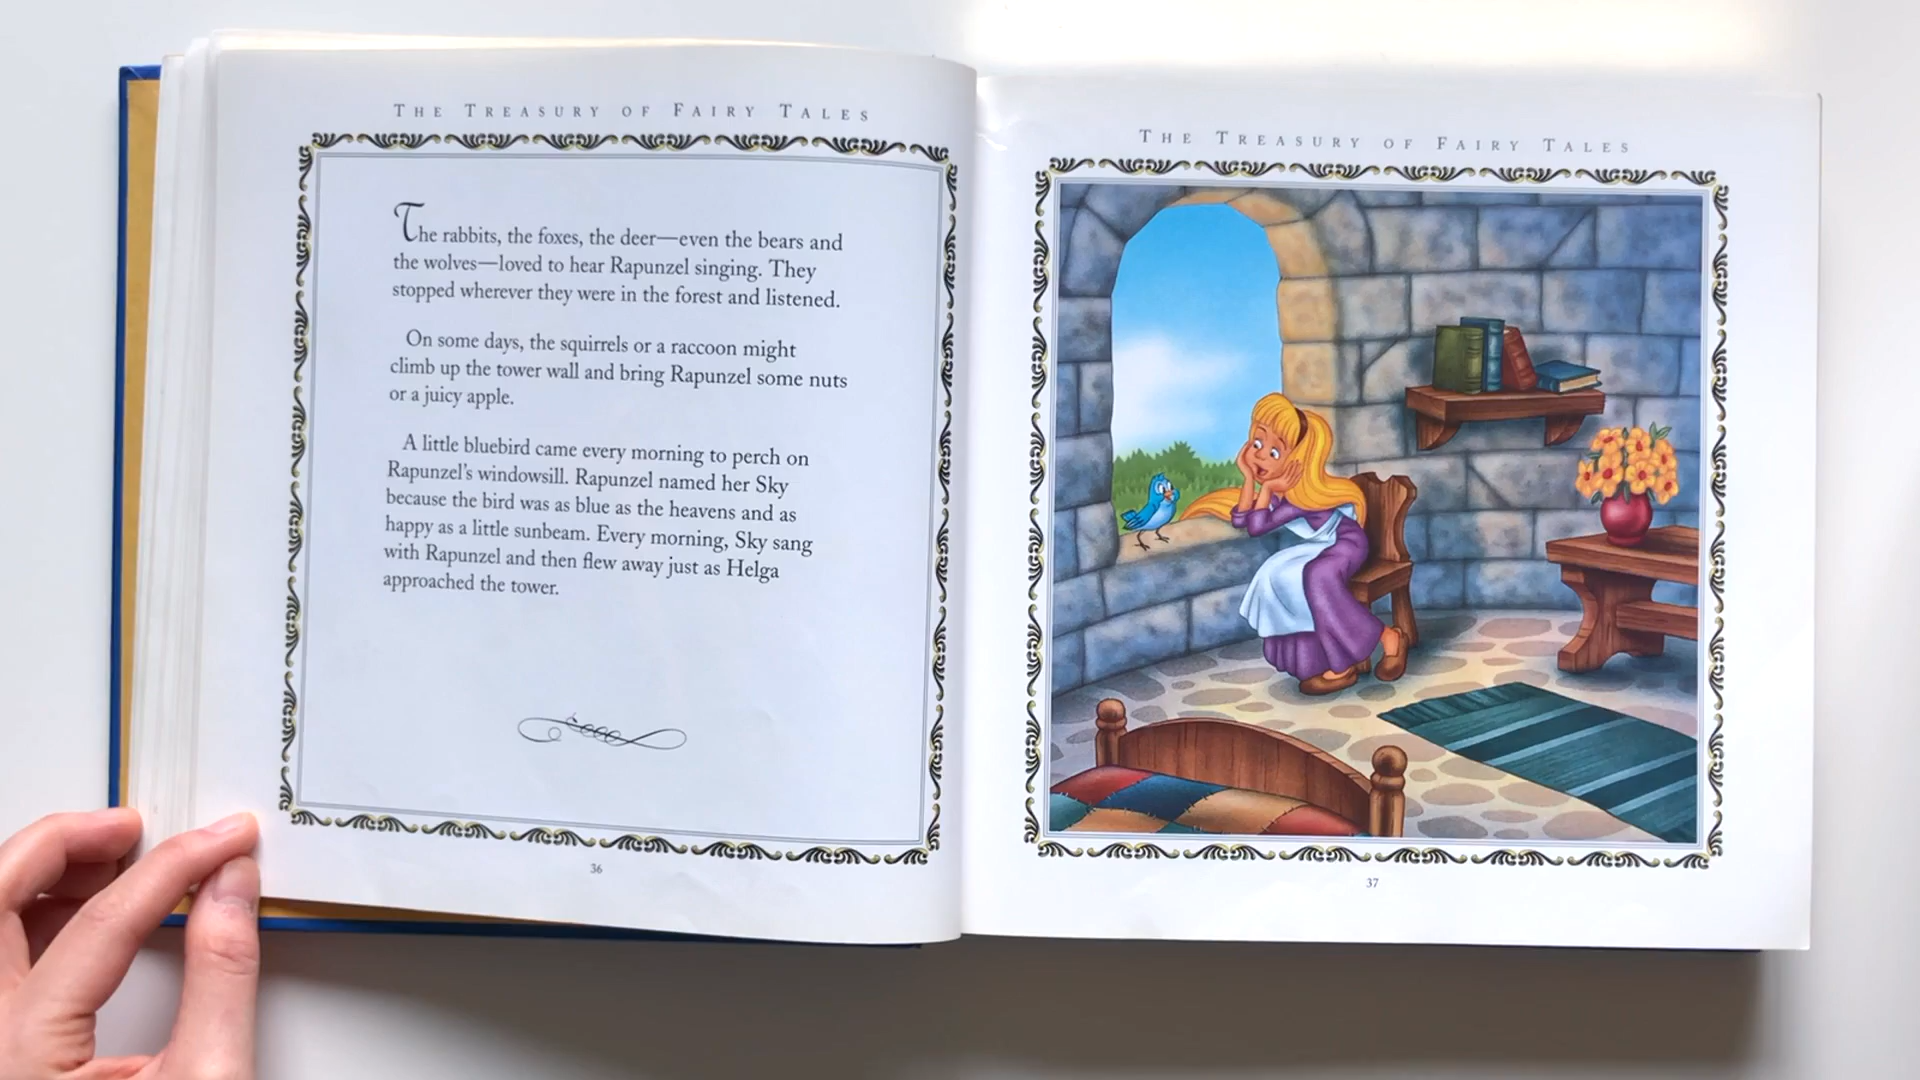 The Treasury of Fairy Tales
The rabbits, the foxes, the deer—even the bears and
the wolves—loved to hear Rapunzel singing. They
stopped wherever they were in the forest and listened.
On some days, the squirrels or a raccoon might
climb up the tower wall and bring Rapunzel some nuts
or a juicy apple.
A little bluebird came every morning to perch on
Rapunzel's windowsill. Rapunzel named her Sky
because the bird was as blue as the heavens and as
happy as a little sunbeam. Every morning, Sky sang
with Rapunzel and then flew away just as Helga
approached the tower.
36
The Treasury of Fairy Tales
37